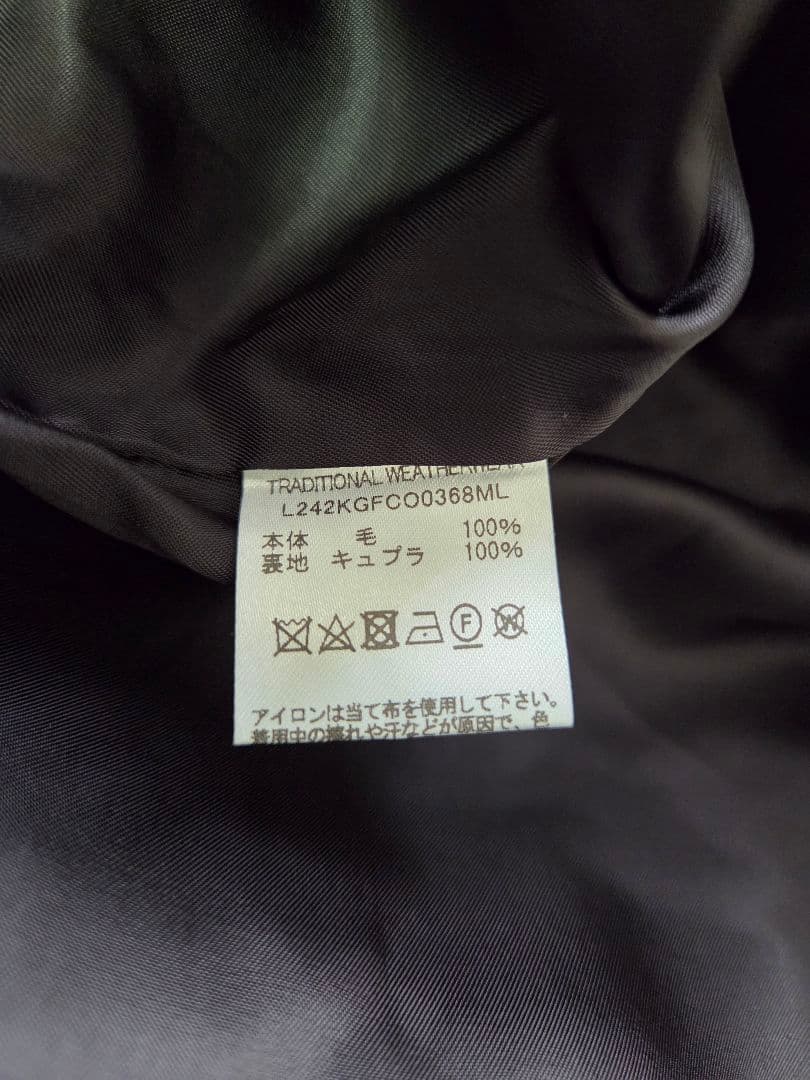 TRADITIONAL WEATHERWEAR
L242KGFCO0368ML
本体 毛 100%
裏地 キュプラ 100%
F W
アイロンは当て布を使用して下さい。
着用中の擦れや汗などが原因で、色